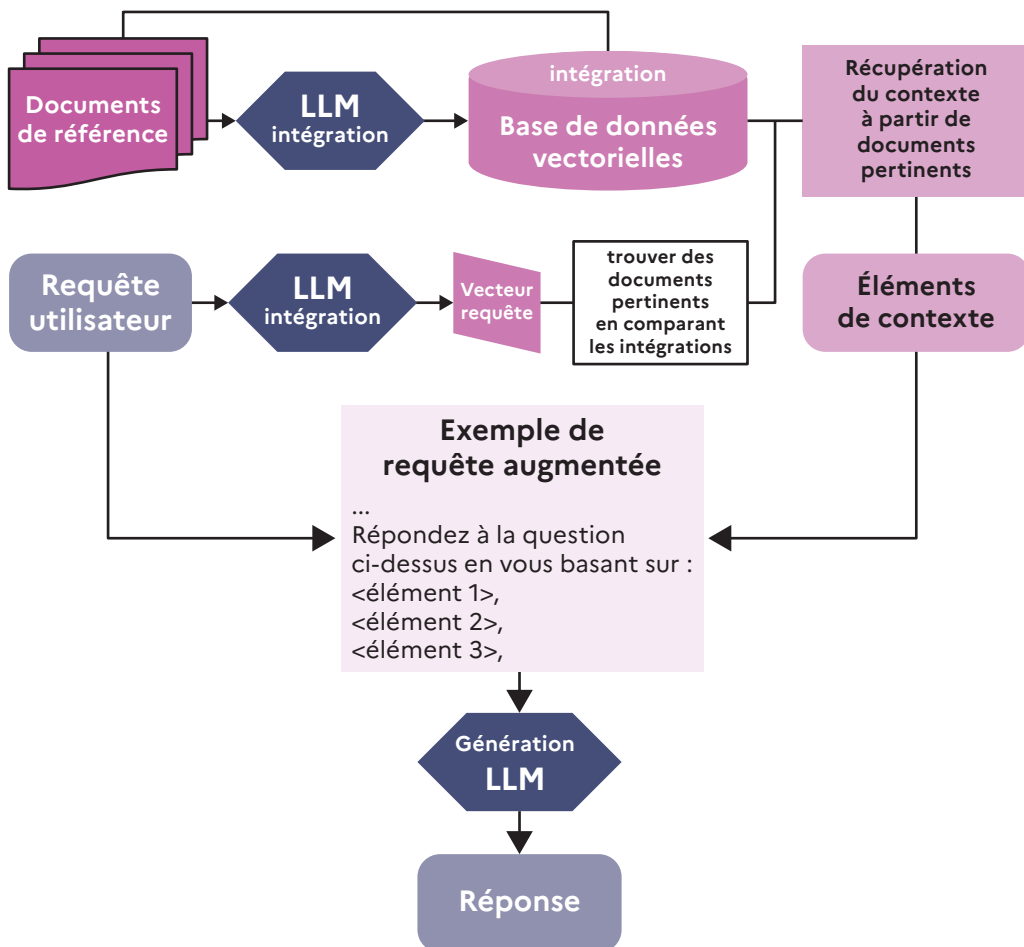 Documents
de référence
LLM
intégration
intégration
Base de données
vectorielles
Récupération
du contexte
à partir de
documents
pertinents
Requête
utilisateur
LLM
intégration
Vecteur
requête
trouver des
documents
pertinents
en comparant
les intégrations
Éléments
de contexte
Exemple de
requête augmentée
...
Répondez à la question
ci-dessus en vous basant sur :
<élément 1>,
<élément 2>,
<élément 3>,
Génération
LLM
Réponse